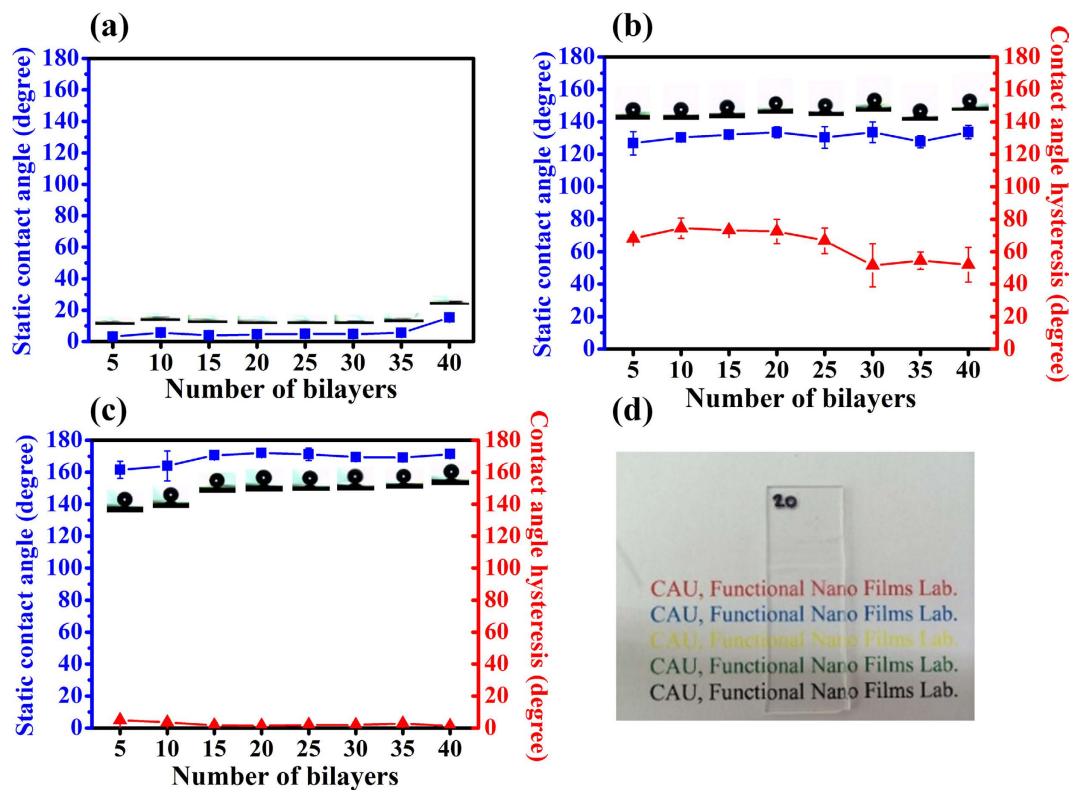 (a)
Static contact angle (degree)
180
160
140
120
100
80
60
40
20
0
5 10 15 20 25 30 35 40
Number of bilayers
(b)
Static contact angle (degree)
180
160
140
120
100
80
60
40
20
0
5 10 15 20 25 30 35 40
Number of bilayers
180
160
140
120
100
80
60
40
20
0
Contact angle hysteresis (degree)
(c)
Static contact angle (degree)
180
160
140
120
100
80
60
40
20
0
5 10 15 20 25 30 35 40
Number of bilayers
180
160
140
120
100
80
60
40
20
0
Contact angle hysteresis (degree)
(d)
20
CAU, Functional Nano Films Lab.
CAU, Functional Nano Films Lab.
CAU, Functional Nano Films Lab.
CAU, Functional Nano Films Lab.
CAU, Functional Nano Films Lab.